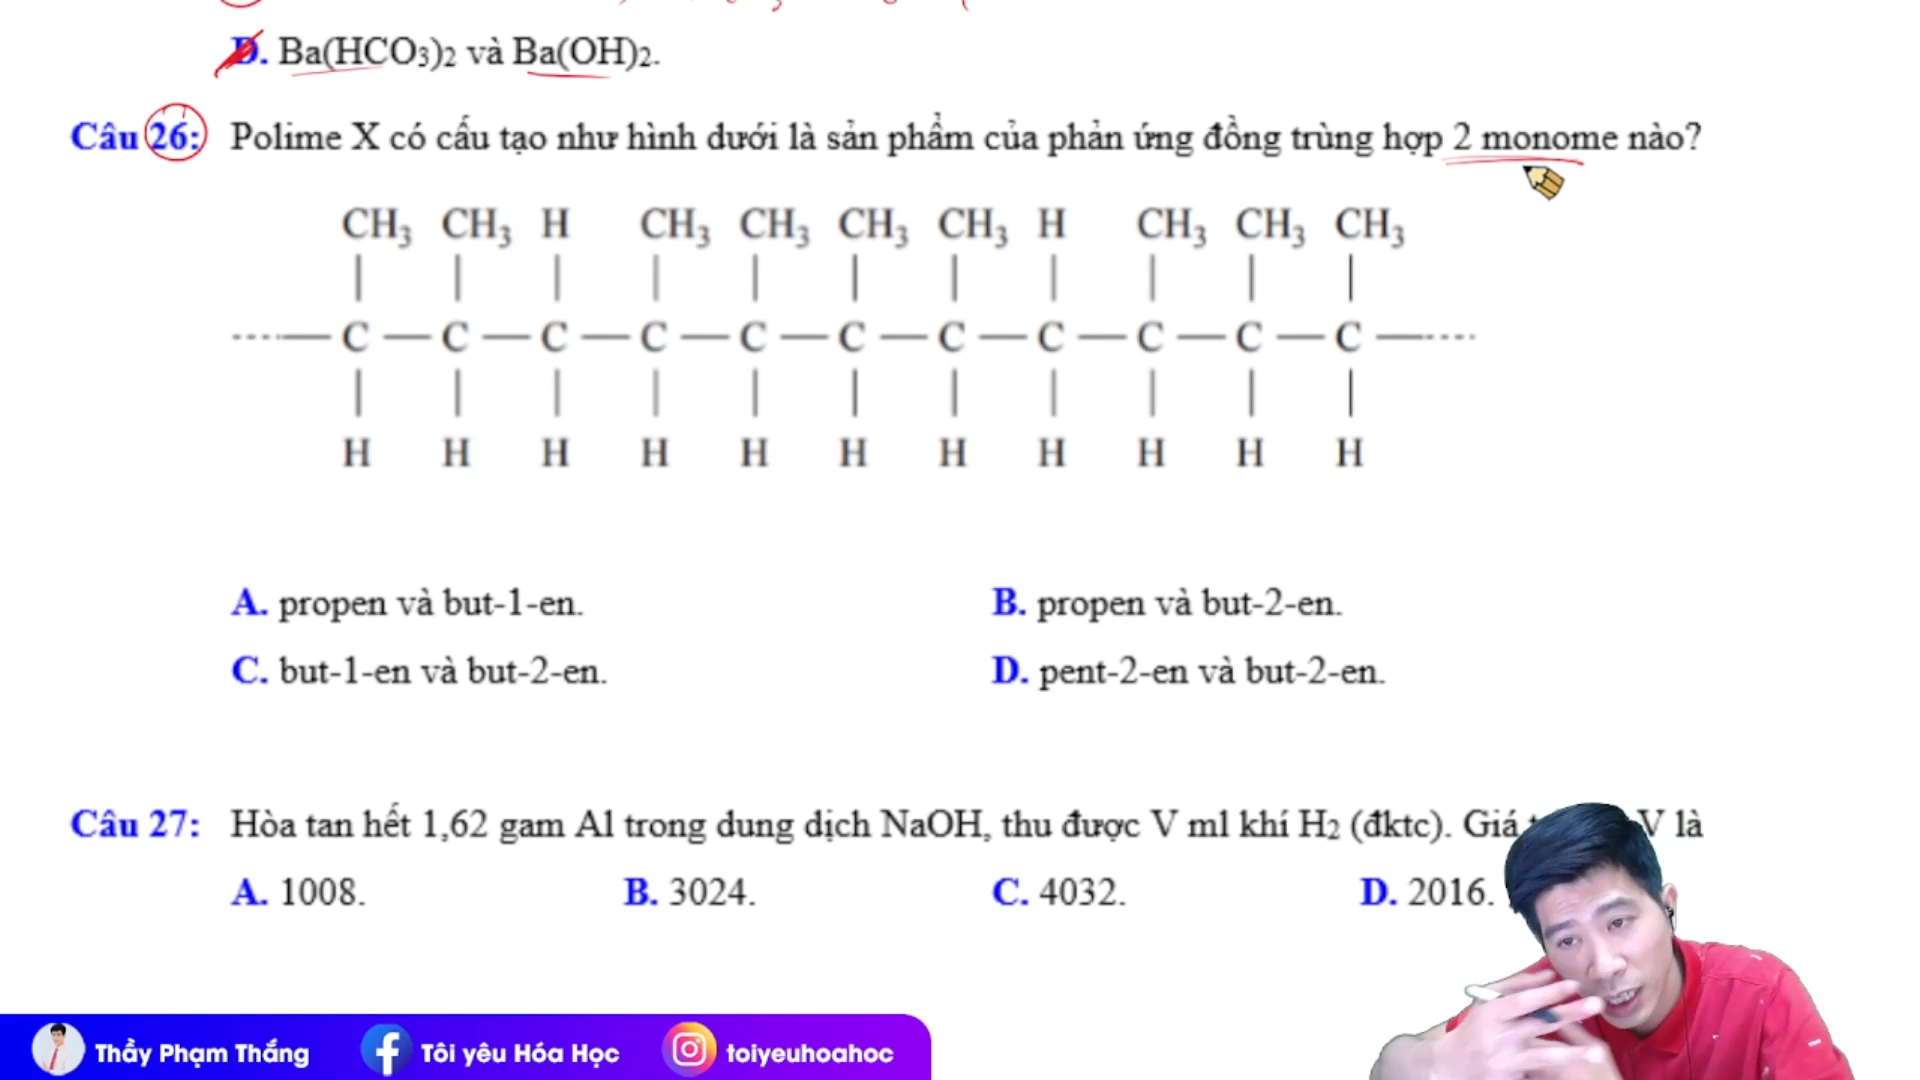 D. Ba(HCO3)2 và Ba(OH)2.
Câu 26: Polime X có cấu tạo như hình dưới là sản phẩm của phản ứng đồng trùng hợp 2 monome nào?
CH3 CH3 H CH3 CH3 CH3 CH3 H CH3 CH3 CH3
C — C — C — C — C — C — C — C — C — C — C
H H H H H H H H H H H
A. propen và but-1-en. B. propen và but-2-en.
C. but-1-en và but-2-en. D. pent-2-en và but-2-en.
Câu 27: Hòa tan hết 1,62 gam Al trong dung dịch NaOH, thu được V ml khí H2 (đktc). Giá V là
A. 1008. B. 3024. C. 4032. D. 2016.
Thầy Phạm Thắng Tôi yêu Hóa Học toiyeuhoahoc